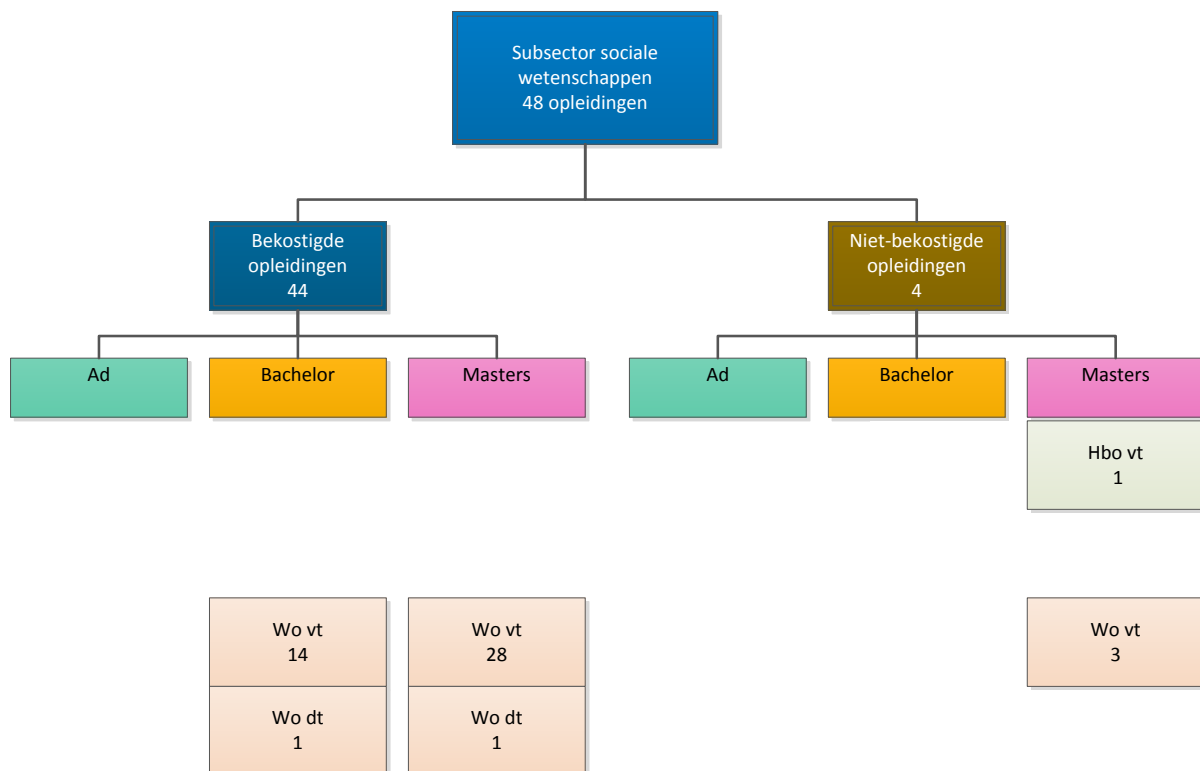 Subsector sociale
wetenschappen
48 opleidingen
Bekostigde
opleidingen
44
Niet-bekostigde
opleidingen
4
Ad
Bachelor
Masters
Ad
Bachelor
Masters
Hbo vt
1
Wo vt
14
Wo vt
28
Wo vt
3
Wo dt
1
Wo dt
1